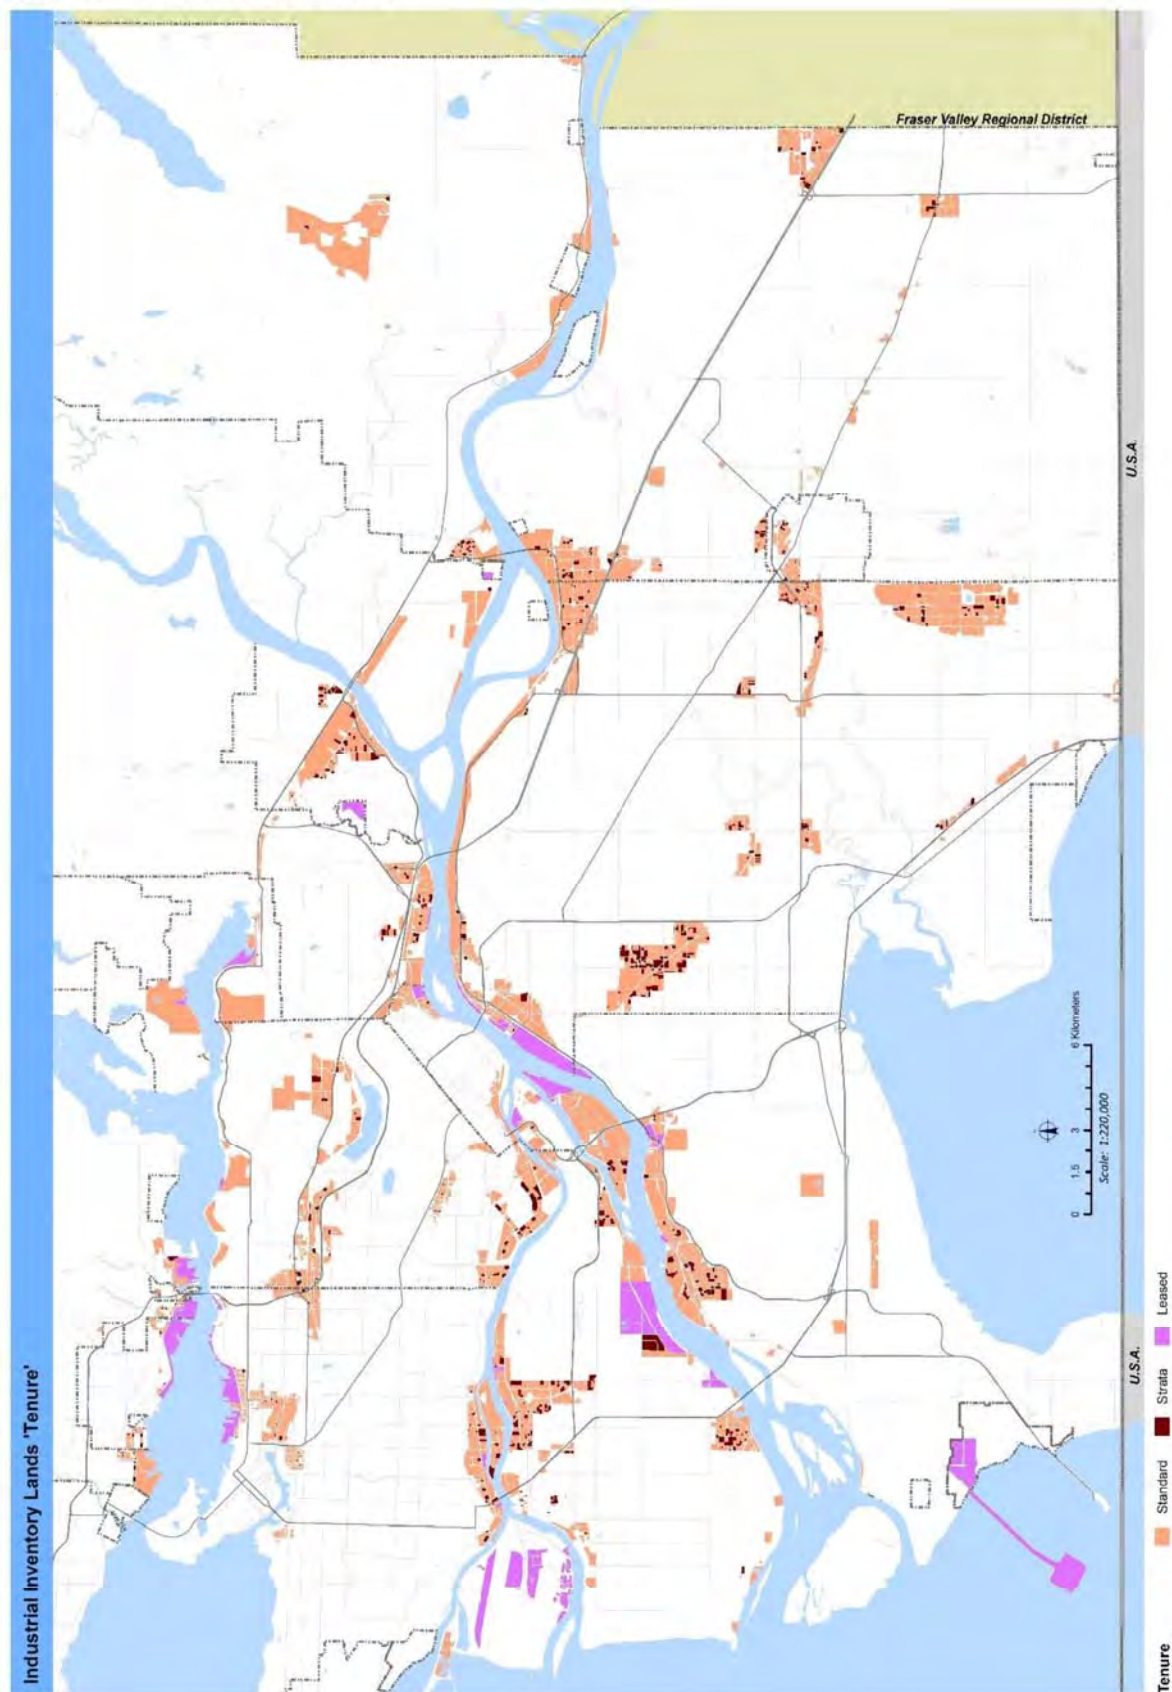 Industrial Inventory Lands 'Tenure'
Fraser Valley Regional District
U.S.A.
U.S.A.
0 1.5 3 6 Kilometers
Scale: 1:220,000
Tenure
Standard
Strata
Leased